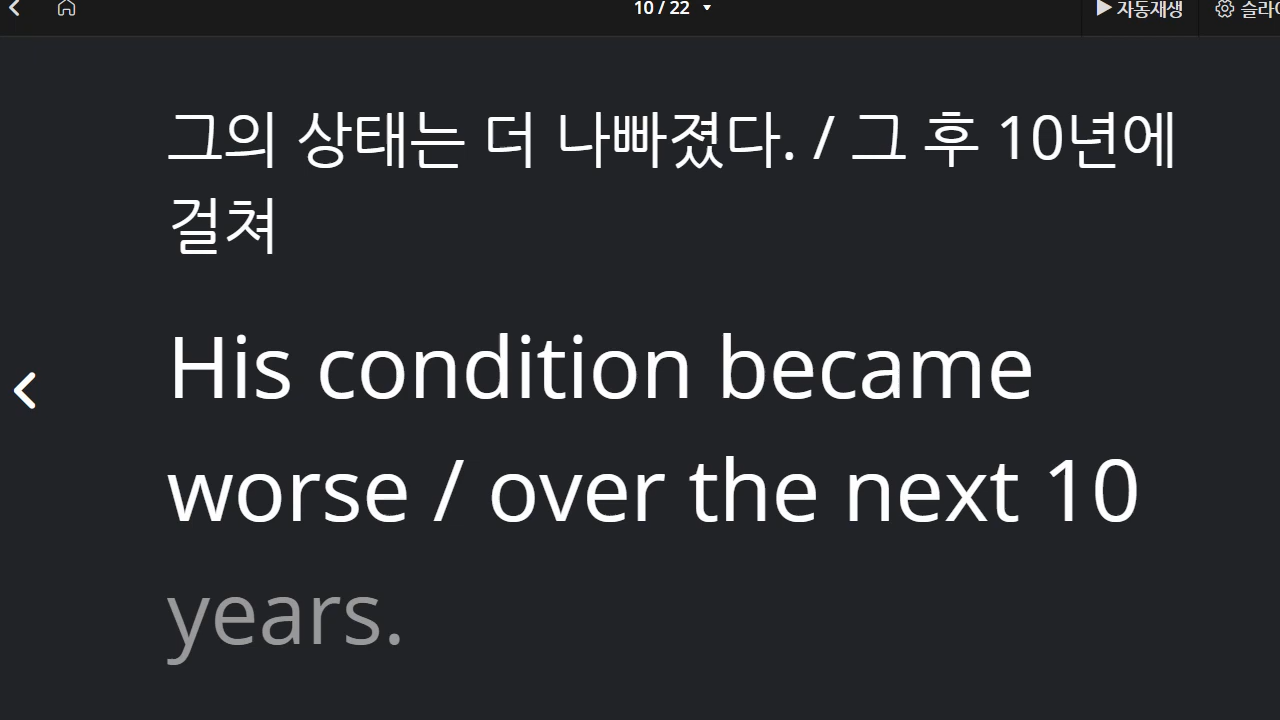 10 / 22
자동재생
그의 상태는 더 나빠졌다. / 그 후 10년에
걸쳐
His condition became
worse / over the next 10
years.